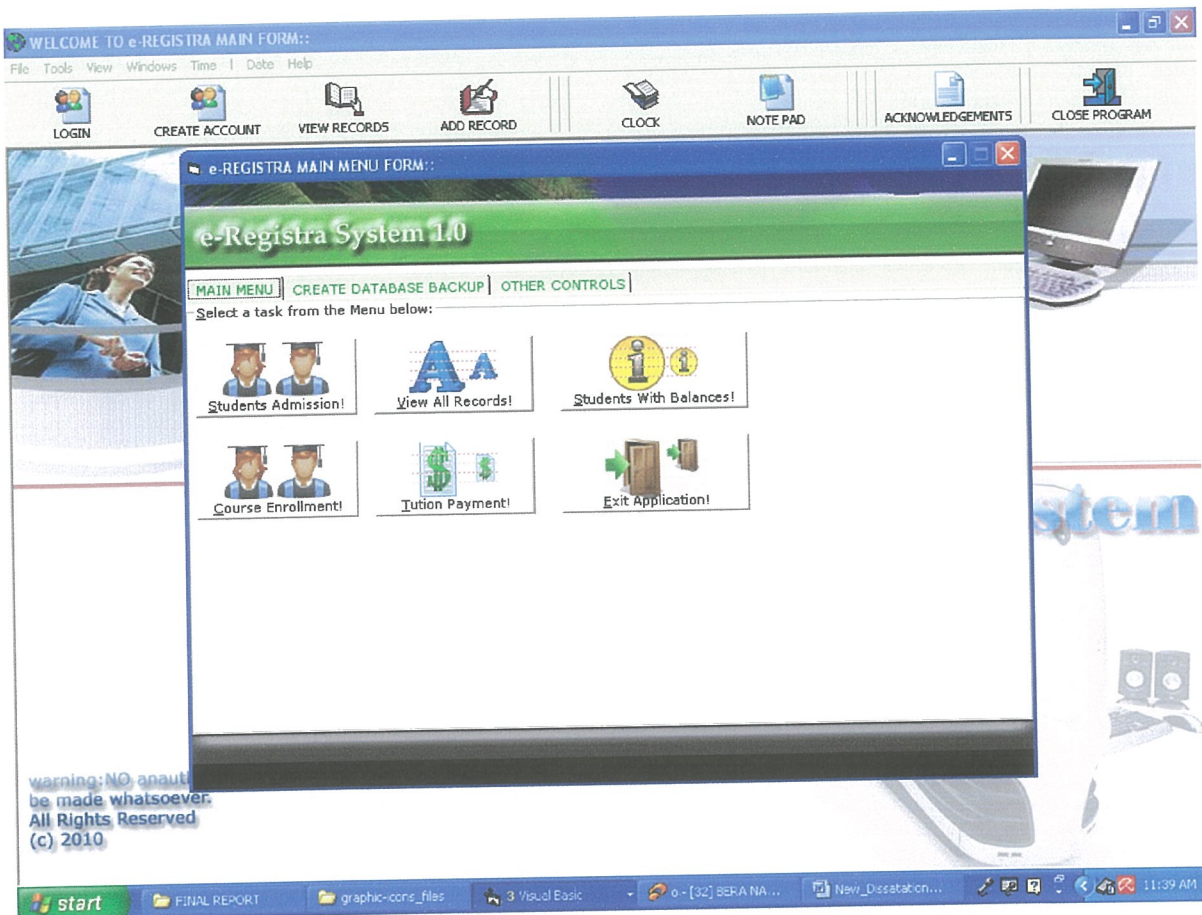 WELCOME TO e-REGISTRA MAIN FORM::
File Tools View Windows Time | Date Help
LOGIN CREATE ACCOUNT VIEW RECORDS ADD RECORD CLOCK NOTE PAD ACKNOWLEDGEMENTS CLOSE PROGRAM
e-REGISTRA MAIN MENU FORM::
e-Registra System 1.0
MAIN MENU CREATE DATABASE BACKUP OTHER CONTROLS
Select a task from the Menu below:
Students Admission! View All Records! Students With Balances!
Course Enrollment! Tution Payment! Exit Application!
stem
warning:NO anaut
be made whatsoever.
All Rights Reserved
(c) 2010
start FINAL REPORT graphic-icons_files 3 Visual Basic o - [32] BERA NA... New_Dissatation... 11:39 AM